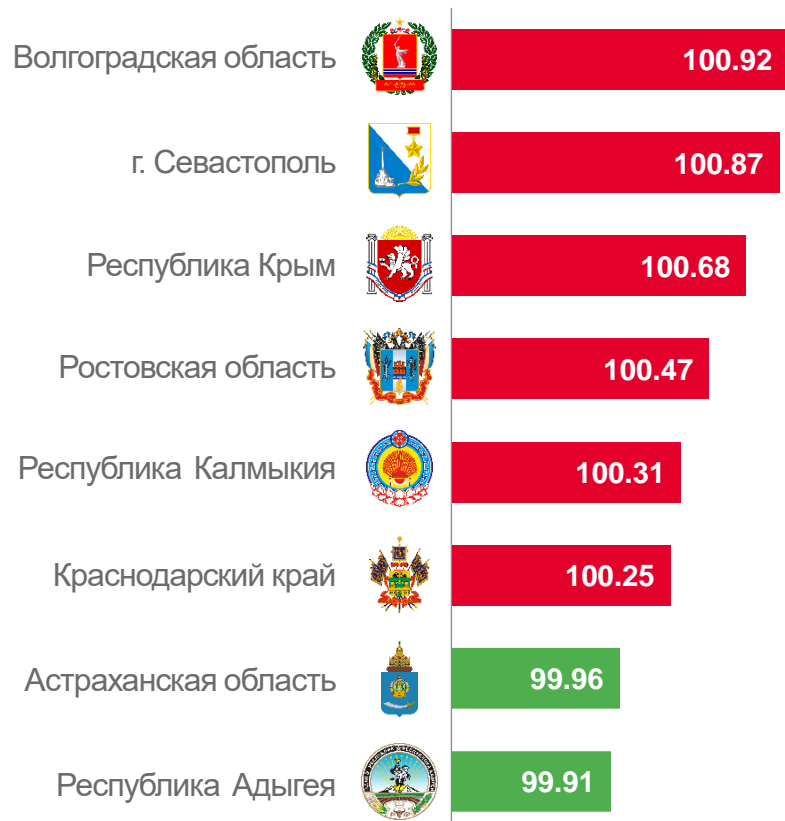 Волгоградская область 100.92
г. Севастополь 100.87
Республика Крым 100.68
Ростовская область 100.47
Республика Калмыкия 100.31
Краснодарский край 100.25
Астраханская область 99.96
Республика Адыгея 99.91